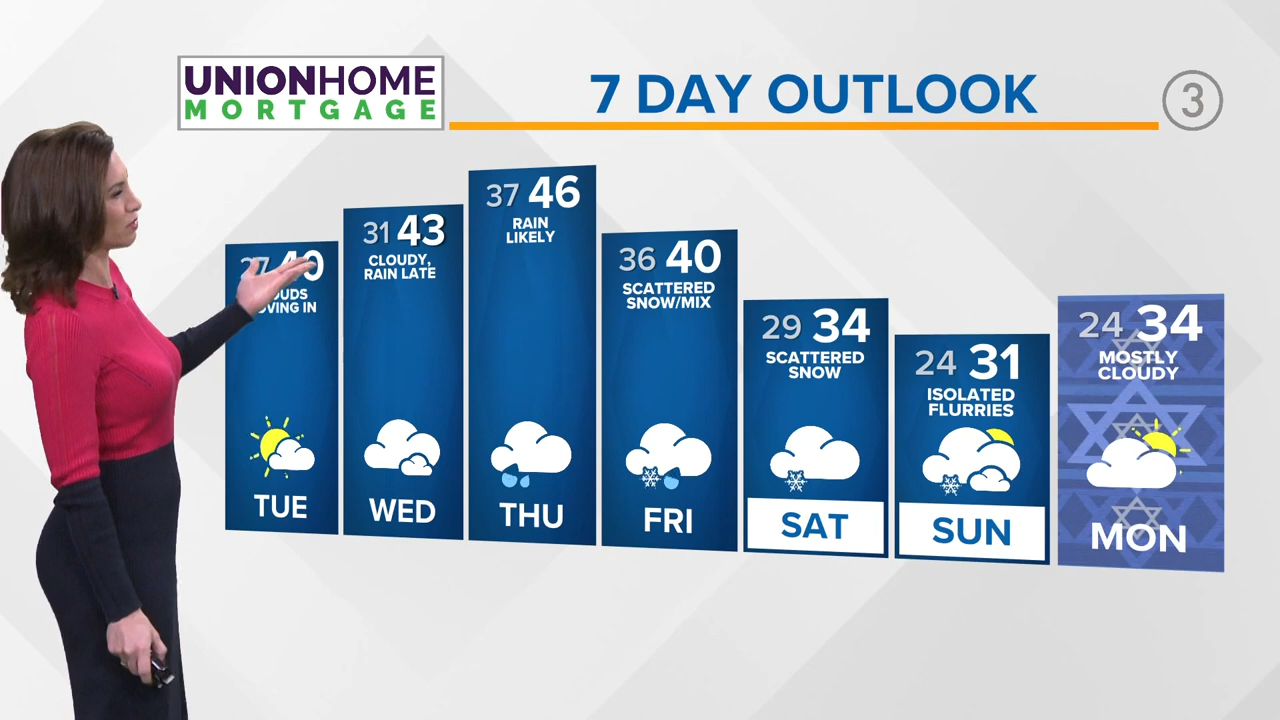 UNIONHOME
MORTGAGE
7 DAY OUTLOOK
3
40
IN
TUE
31 43
CLOUDY,
RAIN LATE
WED
37 46
RAIN
LIKELY
THU
36 40
SCATTERED
SNOW/MIX
FRI
29 34
SCATTERED
SNOW
SAT
24 31
ISOLATED
FLURRIES
SUN
24 34
MOSTLY
CLOUDY
MON